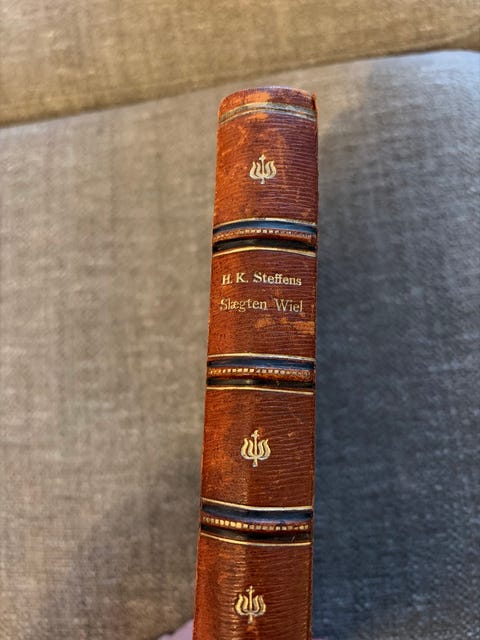 H. K. Steffens
Slægten Wiel